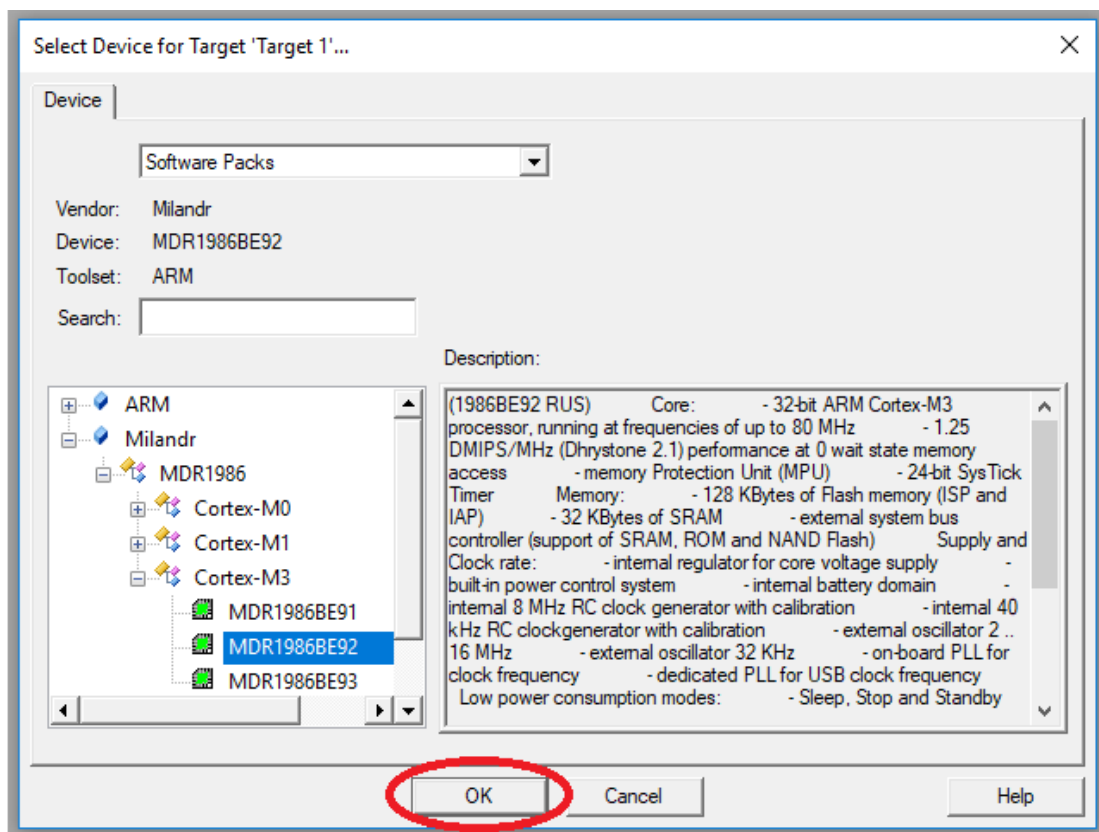 Select Device for Target 'Target 1'...
Device
Software Packs
Vendor: Milandr
Device: MDR1986BE92
Toolset: ARM
Search:
Description:
ARM
Milandr
MDR1986
Cortex-M0
Cortex-M1
Cortex-M3
MDR1986BE91
MDR1986BE92
MDR1986BE93
(1986BE92 RUS) Core: - 32-bit ARM Cortex-M3
processor, running at frequencies of up to 80 MHz - 1.25
DMIPS/MHz (Dhrystone 2.1) performance at 0 wait state memory
access - memory Protection Unit (MPU) - 24-bit SysTick
Timer Memory: - 128 KBytes of Flash memory (ISP and
IAP) - 32 KBytes of SRAM - external system bus
controller (support of SRAM, ROM and NAND Flash) Supply and
Clock rate: - internal regulator for core voltage supply -
built-in power control system - internal battery domain -
internal 8 MHz RC clock generator with calibration - internal 40
kHz RC clockgenerator with calibration - external oscillator 2 ..
16 MHz - external oscillator 32 KHz - on-board PLL for
clock frequency - dedicated PLL for USB clock frequency
Low power consumption modes: - Sleep, Stop and Standby
OK
Cancel
Help